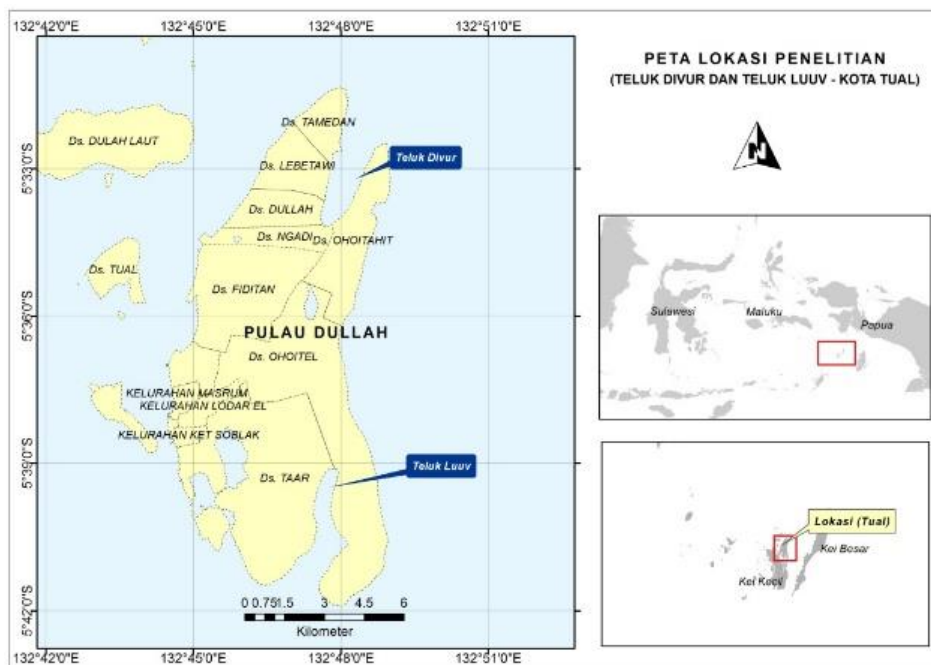 132°42'0"E 132°45'0"E 132°48'0"E 132°51'0"E
PETA LOKASI PENELITIAN
(TELUK DIVUR DAN TELUK LUUV - KOTA TUAL)
N
Ds. TAMEDAN
Ds. DULAH LAUT
Ds. LEBETAWI
Teluk Divur
5°33'0"S
Ds. DULLAH
Ds. NGADI
Ds. OHOITAHIT
Ds. TUAL
Ds. FIDITAN
5°36'0"S
PULAU DULLAH
Ds. OHOITEL
KELURAHAN MASRUM
KELURAHAN LODAR EL
KELURAHAN KET SOBLAK
5°39'0"S
Teluk Luuv
Ds. TAAR
5°42'0"S
0 0.75 1.5 3 4.5 6
Kilometer
132°42'0"E 132°45'0"E 132°48'0"E 132°51'0"E
Sulawesi
Maluku
Papua
Lokasi (Tual)
Kei Besar
Kei Kecil